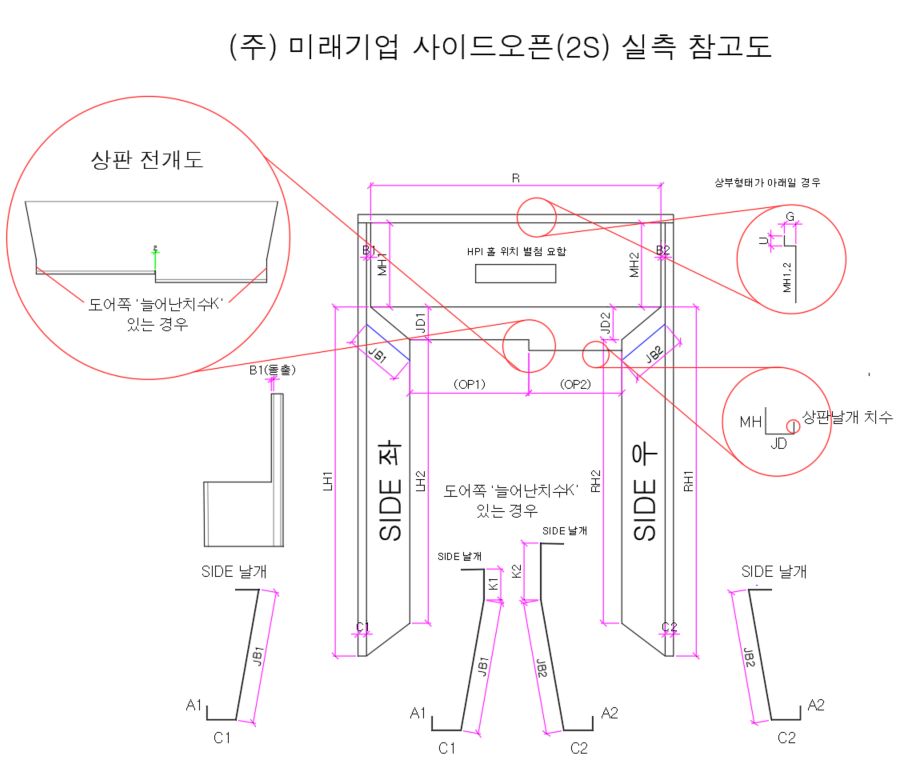 (주) 미래기업 사이드오픈(2S) 실측 참고도
상판 전개도
도어쪽 '늘어난치수K'
있는 경우
R
상부형태가 아래일 경우
G
U
MH1,2
B1
MH1
HPI 홀 위치 별첨 요함
MH2
B2
JD1
JD2
JB1
JB2
(OP1)
(OP2)
B1(돌출)
MH
JD
상판날개 치수
LH1
SIDE 좌
LH2
RH2
SIDE 우
RH1
도어쪽 '늘어난치수K'
있는 경우
SIDE 날개
SIDE 날개
K1
K2
SIDE 날개
SIDE 날개
C1
C2
JB1
JB1
JB2
JB2
A1
C1
A1
C1
A2
C2
A2
C2